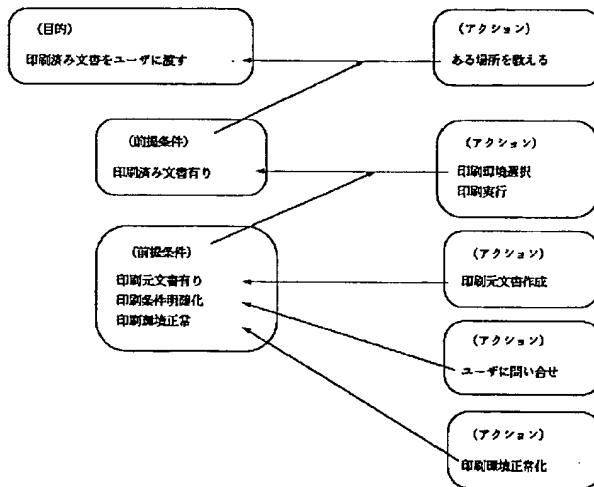 (目的)
印刷済み文書をユーザに渡す
(アクション)
ある場所を教える
(前提条件)
印刷済み文書有り
(アクション)
印刷環境選択
印刷実行
(前提条件)
印刷元文書有り
印刷条件明確化
印刷環境正常
(アクション)
印刷元文書作成
(アクション)
ユーザに問い合せ
(アクション)
印刷環境正常化